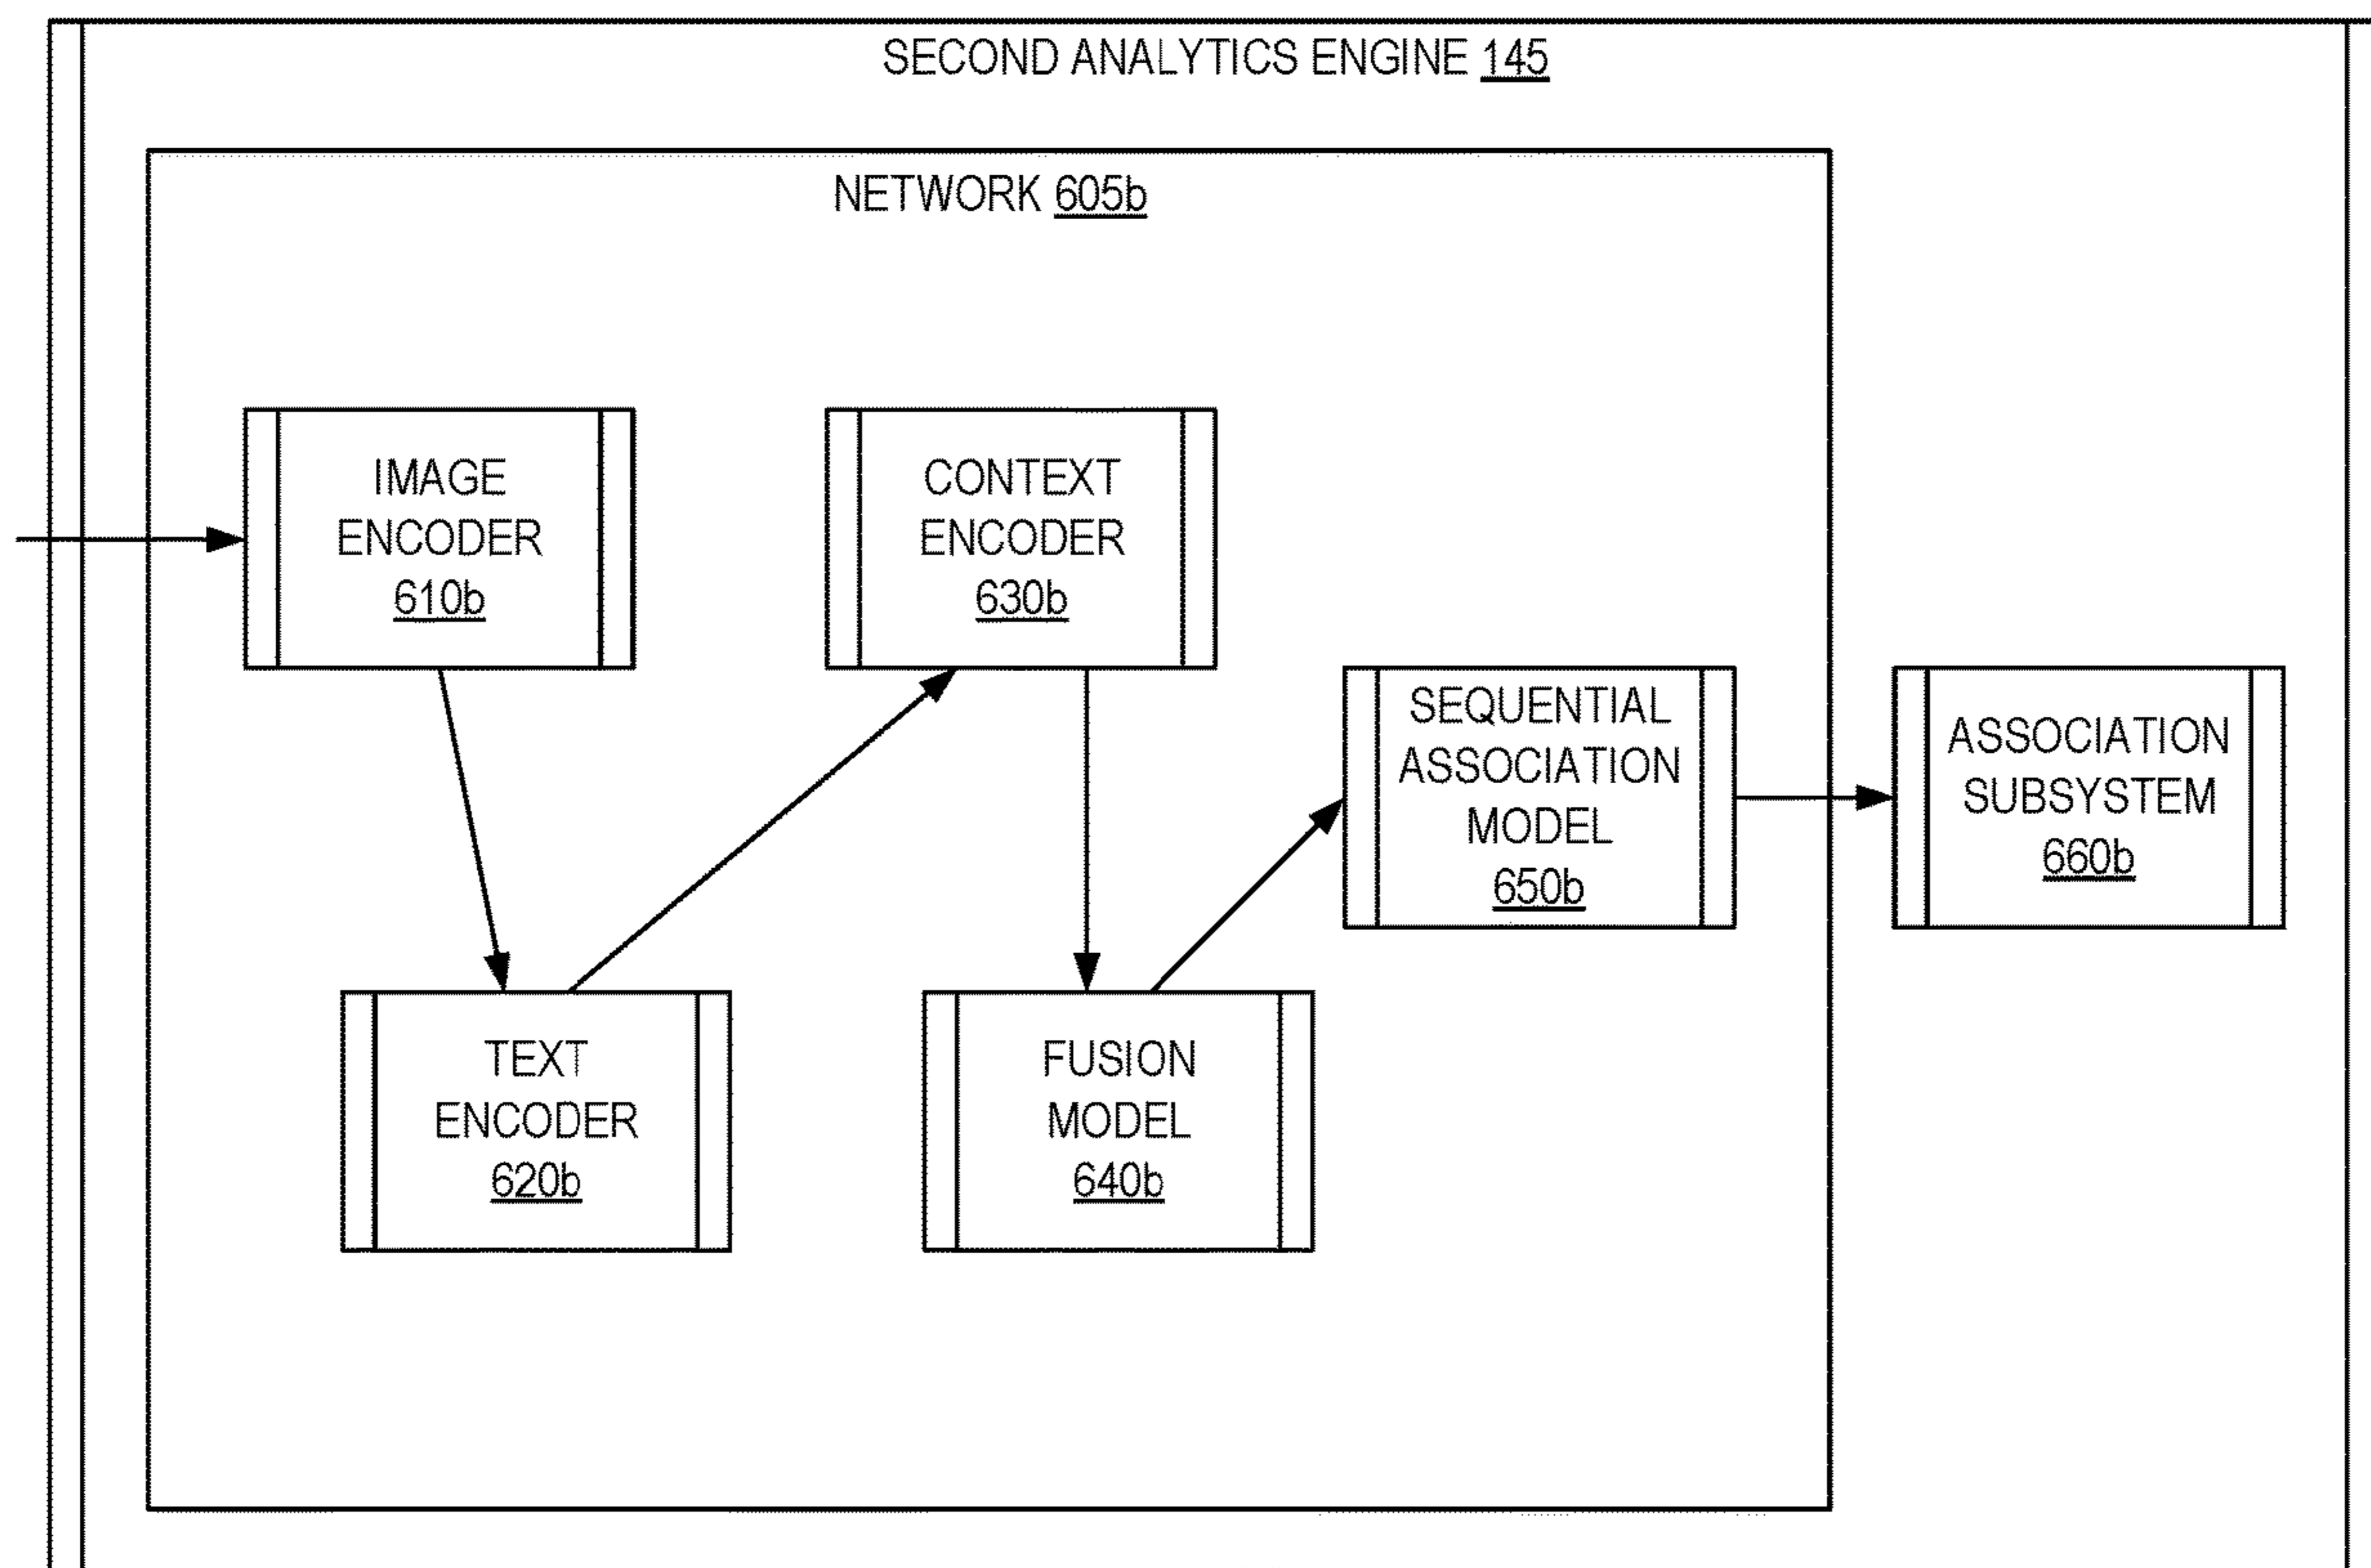 SECOND ANALYTICS ENGINE 145
NETWORK 605b
IMAGE
ENCODER
610b
CONTEXT
ENCODER
630b
SEQUENTIAL
ASSOCIATION
MODEL
650b
ASSOCIATION
SUBSYSTEM
660b
TEXT
ENCODER
620b
FUSION
MODEL
640b